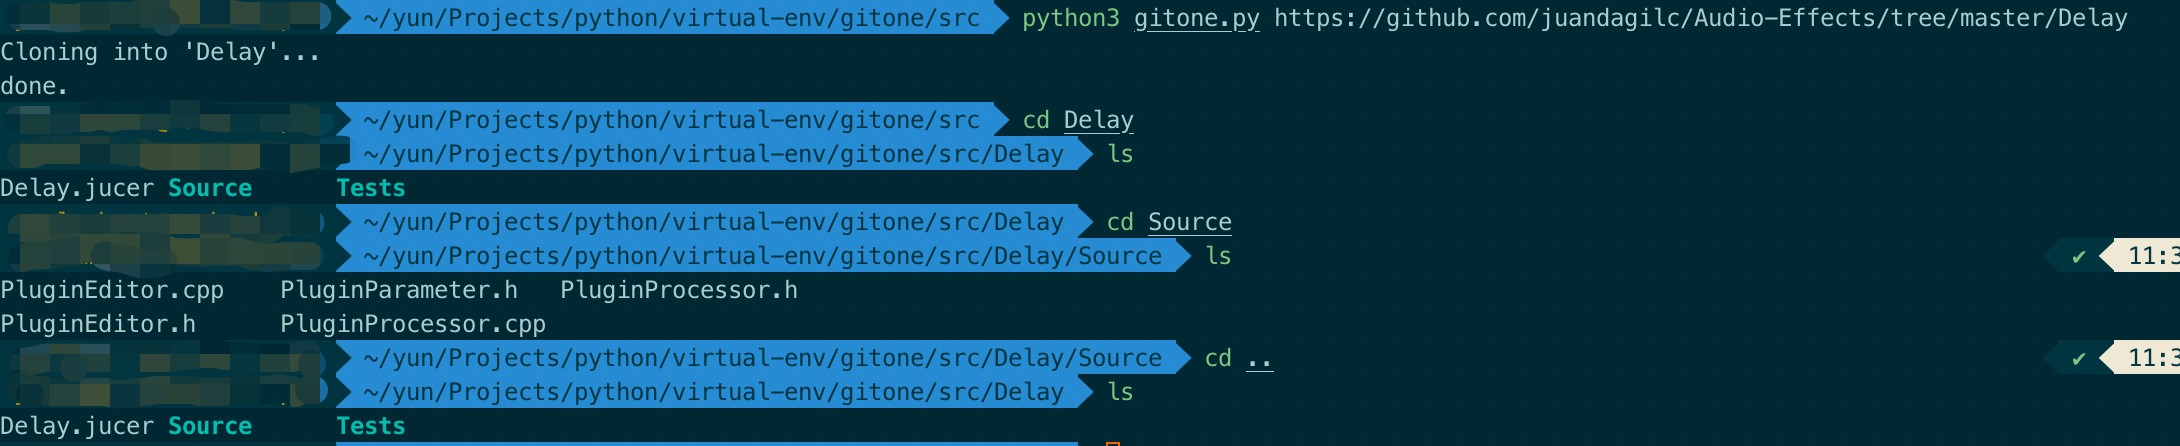 ~/yun/Projects/python/virtual-env/gitone/src python3 gitone.py https://github.com/juandagilc/Audio-Effects/tree/master/Delay
Cloning into 'Delay'...
done.
~/yun/Projects/python/virtual-env/gitone/src cd Delay
~/yun/Projects/python/virtual-env/gitone/src/Delay ls
Delay.jucer Source Tests
~/yun/Projects/python/virtual-env/gitone/src/Delay cd Source
~/yun/Projects/python/virtual-env/gitone/src/Delay/Source ls ✔ 11:3
PluginEditor.cpp PluginParameter.h PluginProcessor.h
PluginEditor.h PluginProcessor.cpp
~/yun/Projects/python/virtual-env/gitone/src/Delay/Source cd .. ✔ 11:3
~/yun/Projects/python/virtual-env/gitone/src/Delay ls
Delay.jucer Source Tests